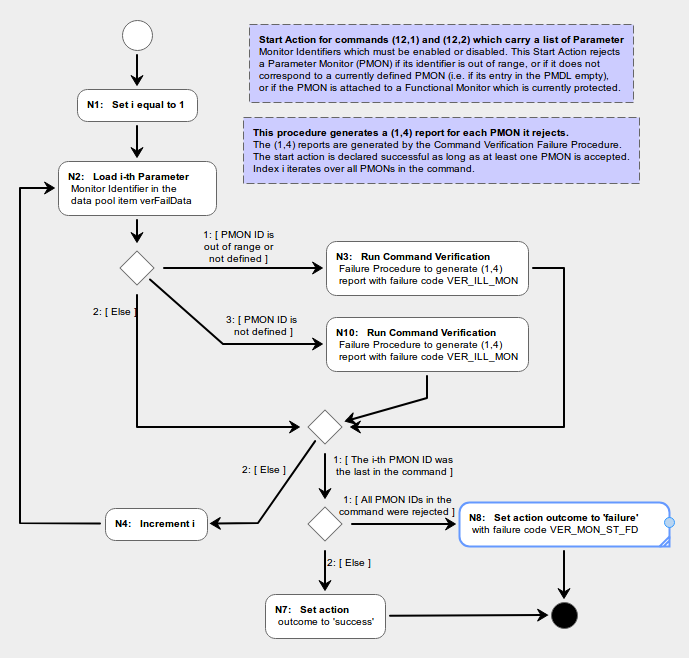 Start Action for commands (12,1) and (12,2) which carry a list of Parameter
Monitor Identifiers which must be enabled or disabled. This Start Action rejects
a Parameter Monitor (PMON) if its identifier is out of range, or if it does not
correspond to a currently defined PMON (i.e. if its entry in the PMDL empty),
or if the PMON is attached to a Functional Monitor which is currently protected.
N1: Set i equal to 1
This procedure generates a (1,4) report for each PMON it rejects.
The (1,4) reports are generated by the Command Verification Failure Procedure.
The start action is declared successful as long as at least one PMON is accepted.
Index i iterates over all PMONs in the command.
N2: Load i-th Parameter
Monitor Identifier in the
data pool item verFailData
1: [ PMON ID is
out of range or
not defined ]
N3: Run Command Verification
Failure Procedure to generate (1,4)
report with failure code VER_ILL_MON
2: [ Else ]
3: [ PMON ID is
not defined ]
N10: Run Command Verification
Failure Procedure to generate (1,4)
report with failure code VER_ILL_MON
2: [ Else ]
1: [ The i-th PMON ID was
the last in the command ]
N4: Increment i
1: [ All PMON IDs in the
command were rejected ]
N8: Set action outcome to 'failure'
with failure code VER_MON_ST_FD
2: [ Else ]
N7: Set action
outcome to 'success'